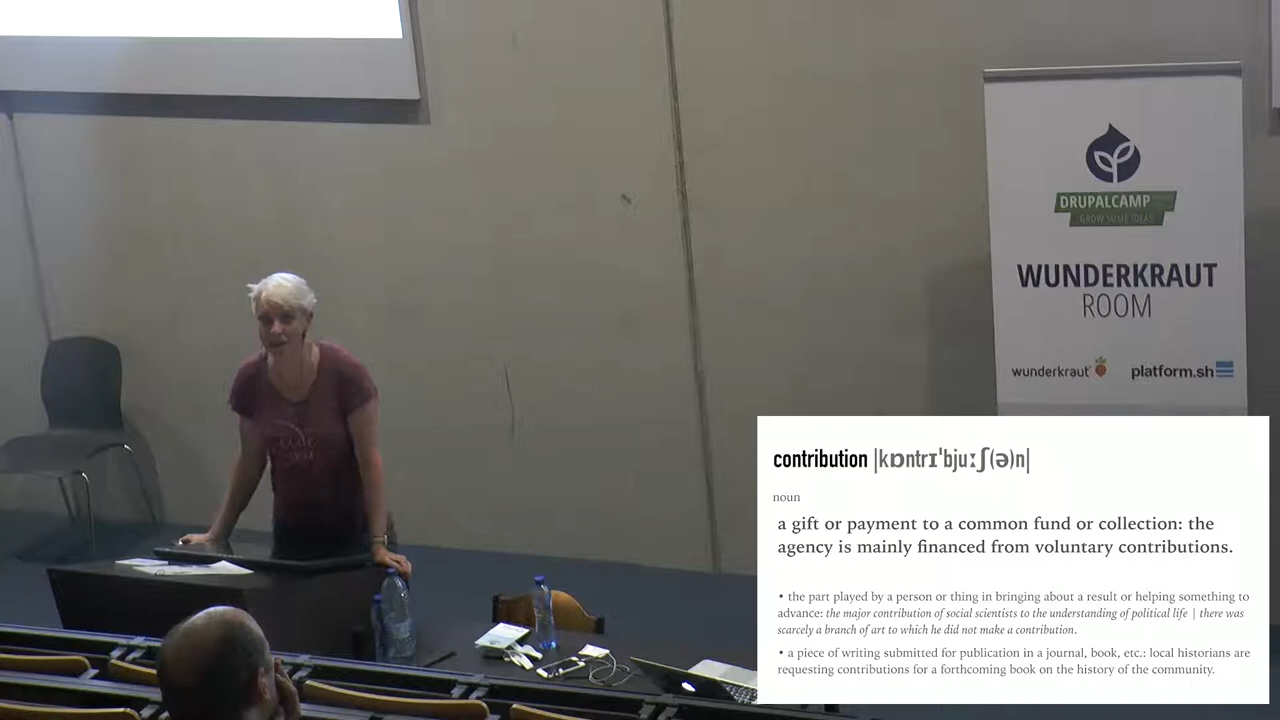 DRUPALCAMP
GROW SOME IDEAS
WUNDERKRAUT
ROOM
wunderkraut
platform.sh
contribution |kɒntrɪˈbjuːʃ(ə)n|
noun
a gift or payment to a common fund or collection: the
agency is mainly financed from voluntary contributions.
• the part played by a person or thing in bringing about a result or helping something to
advance: the major contribution of social scientists to the understanding of political life | there was
scarcely a branch of art to which he did not make a contribution.
• a piece of writing submitted for publication in a journal, book, etc.: local historians are
requesting contributions for a forthcoming book on the history of the community.